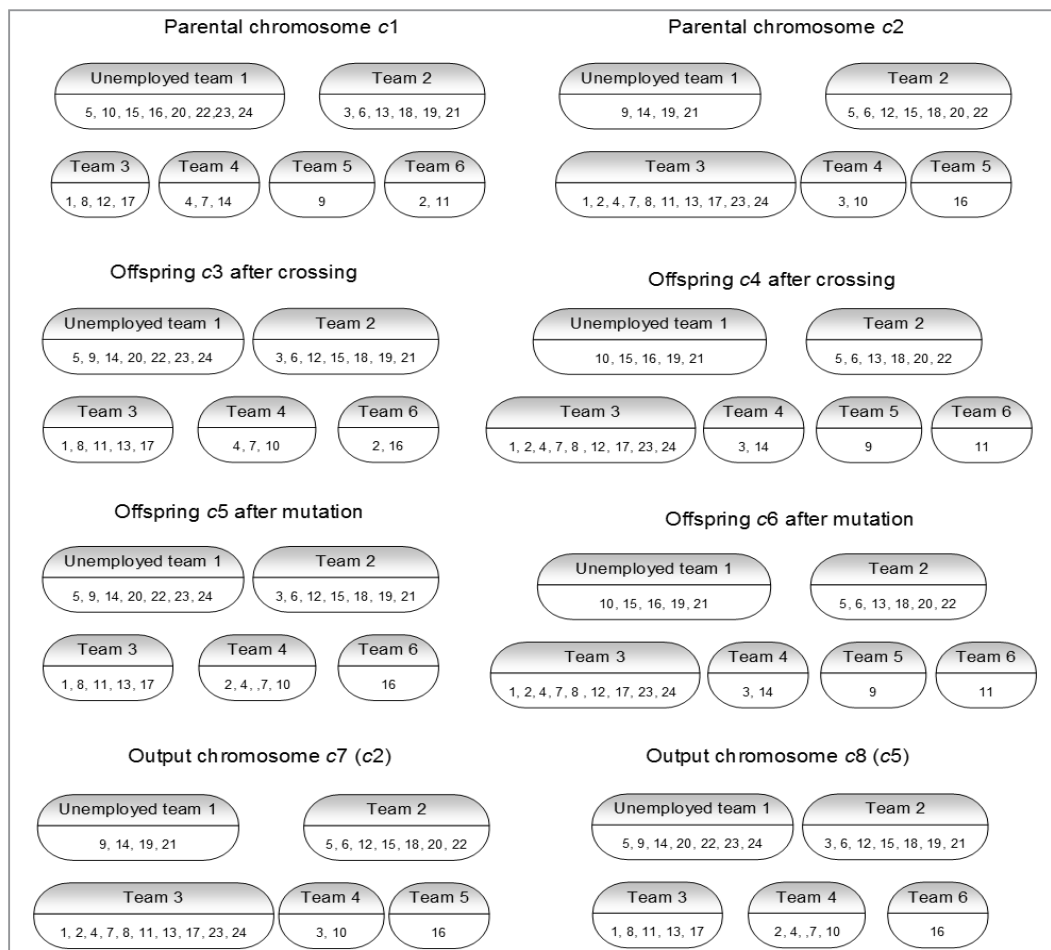 Parental chromosome c1
Parental chromosome c2
Unemployed team 1
Team 2
Unemployed team 1
Team 2
5, 10, 15, 16, 20, 22,23, 24
3, 6, 13, 18, 19, 21
9, 14, 19, 21
5, 6, 12, 15, 18, 20, 22
Team 3
Team 4
Team 5
Team 6
Team 3
Team 4
Team 5
1, 8, 12, 17
4, 7, 14
9
2, 11
1, 2, 4, 7, 8, 11, 13, 17, 23, 24
3, 10
16
Offspring c3 after crossing
Offspring c4 after crossing
Unemployed team 1
Team 2
Unemployed team 1
Team 2
5, 9, 14, 20, 22, 23, 24
3, 6, 12, 15, 18, 19, 21
10, 15, 16, 19, 21
5, 6, 13, 18, 20, 22
Team 3
Team 4
Team 6
Team 3
Team 4
Team 5
Team 6
1, 8, 11, 13, 17
4, 7, 10
2, 16
1, 2, 4, 7, 8 , 12, 17, 23, 24
3, 14
9
11
Offspring c5 after mutation
Offspring c6 after mutation
Unemployed team 1
Team 2
Unemployed team 1
Team 2
5, 9, 14, 20, 22, 23, 24
3, 6, 12, 15, 18, 19, 21
10, 15, 16, 19, 21
5, 6, 13, 18, 20, 22
Team 3
Team 4
Team 6
Team 3
Team 4
Team 5
Team 6
1, 8, 11, 13, 17
2, 4, ,7, 10
16
1, 2, 4, 7, 8 , 12, 17, 23, 24
3, 14
9
11
Output chromosome c7 (c2)
Output chromosome c8 (c5)
Unemployed team 1
Team 2
Unemployed team 1
Team 2
9, 14, 19, 21
5, 6, 12, 15, 18, 20, 22
5, 9, 14, 20, 22, 23, 24
3, 6, 12, 15, 18, 19, 21
Team 3
Team 4
Team 5
Team 3
Team 4
Team 6
1, 2, 4, 7, 8, 11, 13, 17, 23, 24
3, 10
16
1, 8, 11, 13, 17
2, 4, ,7, 10
16